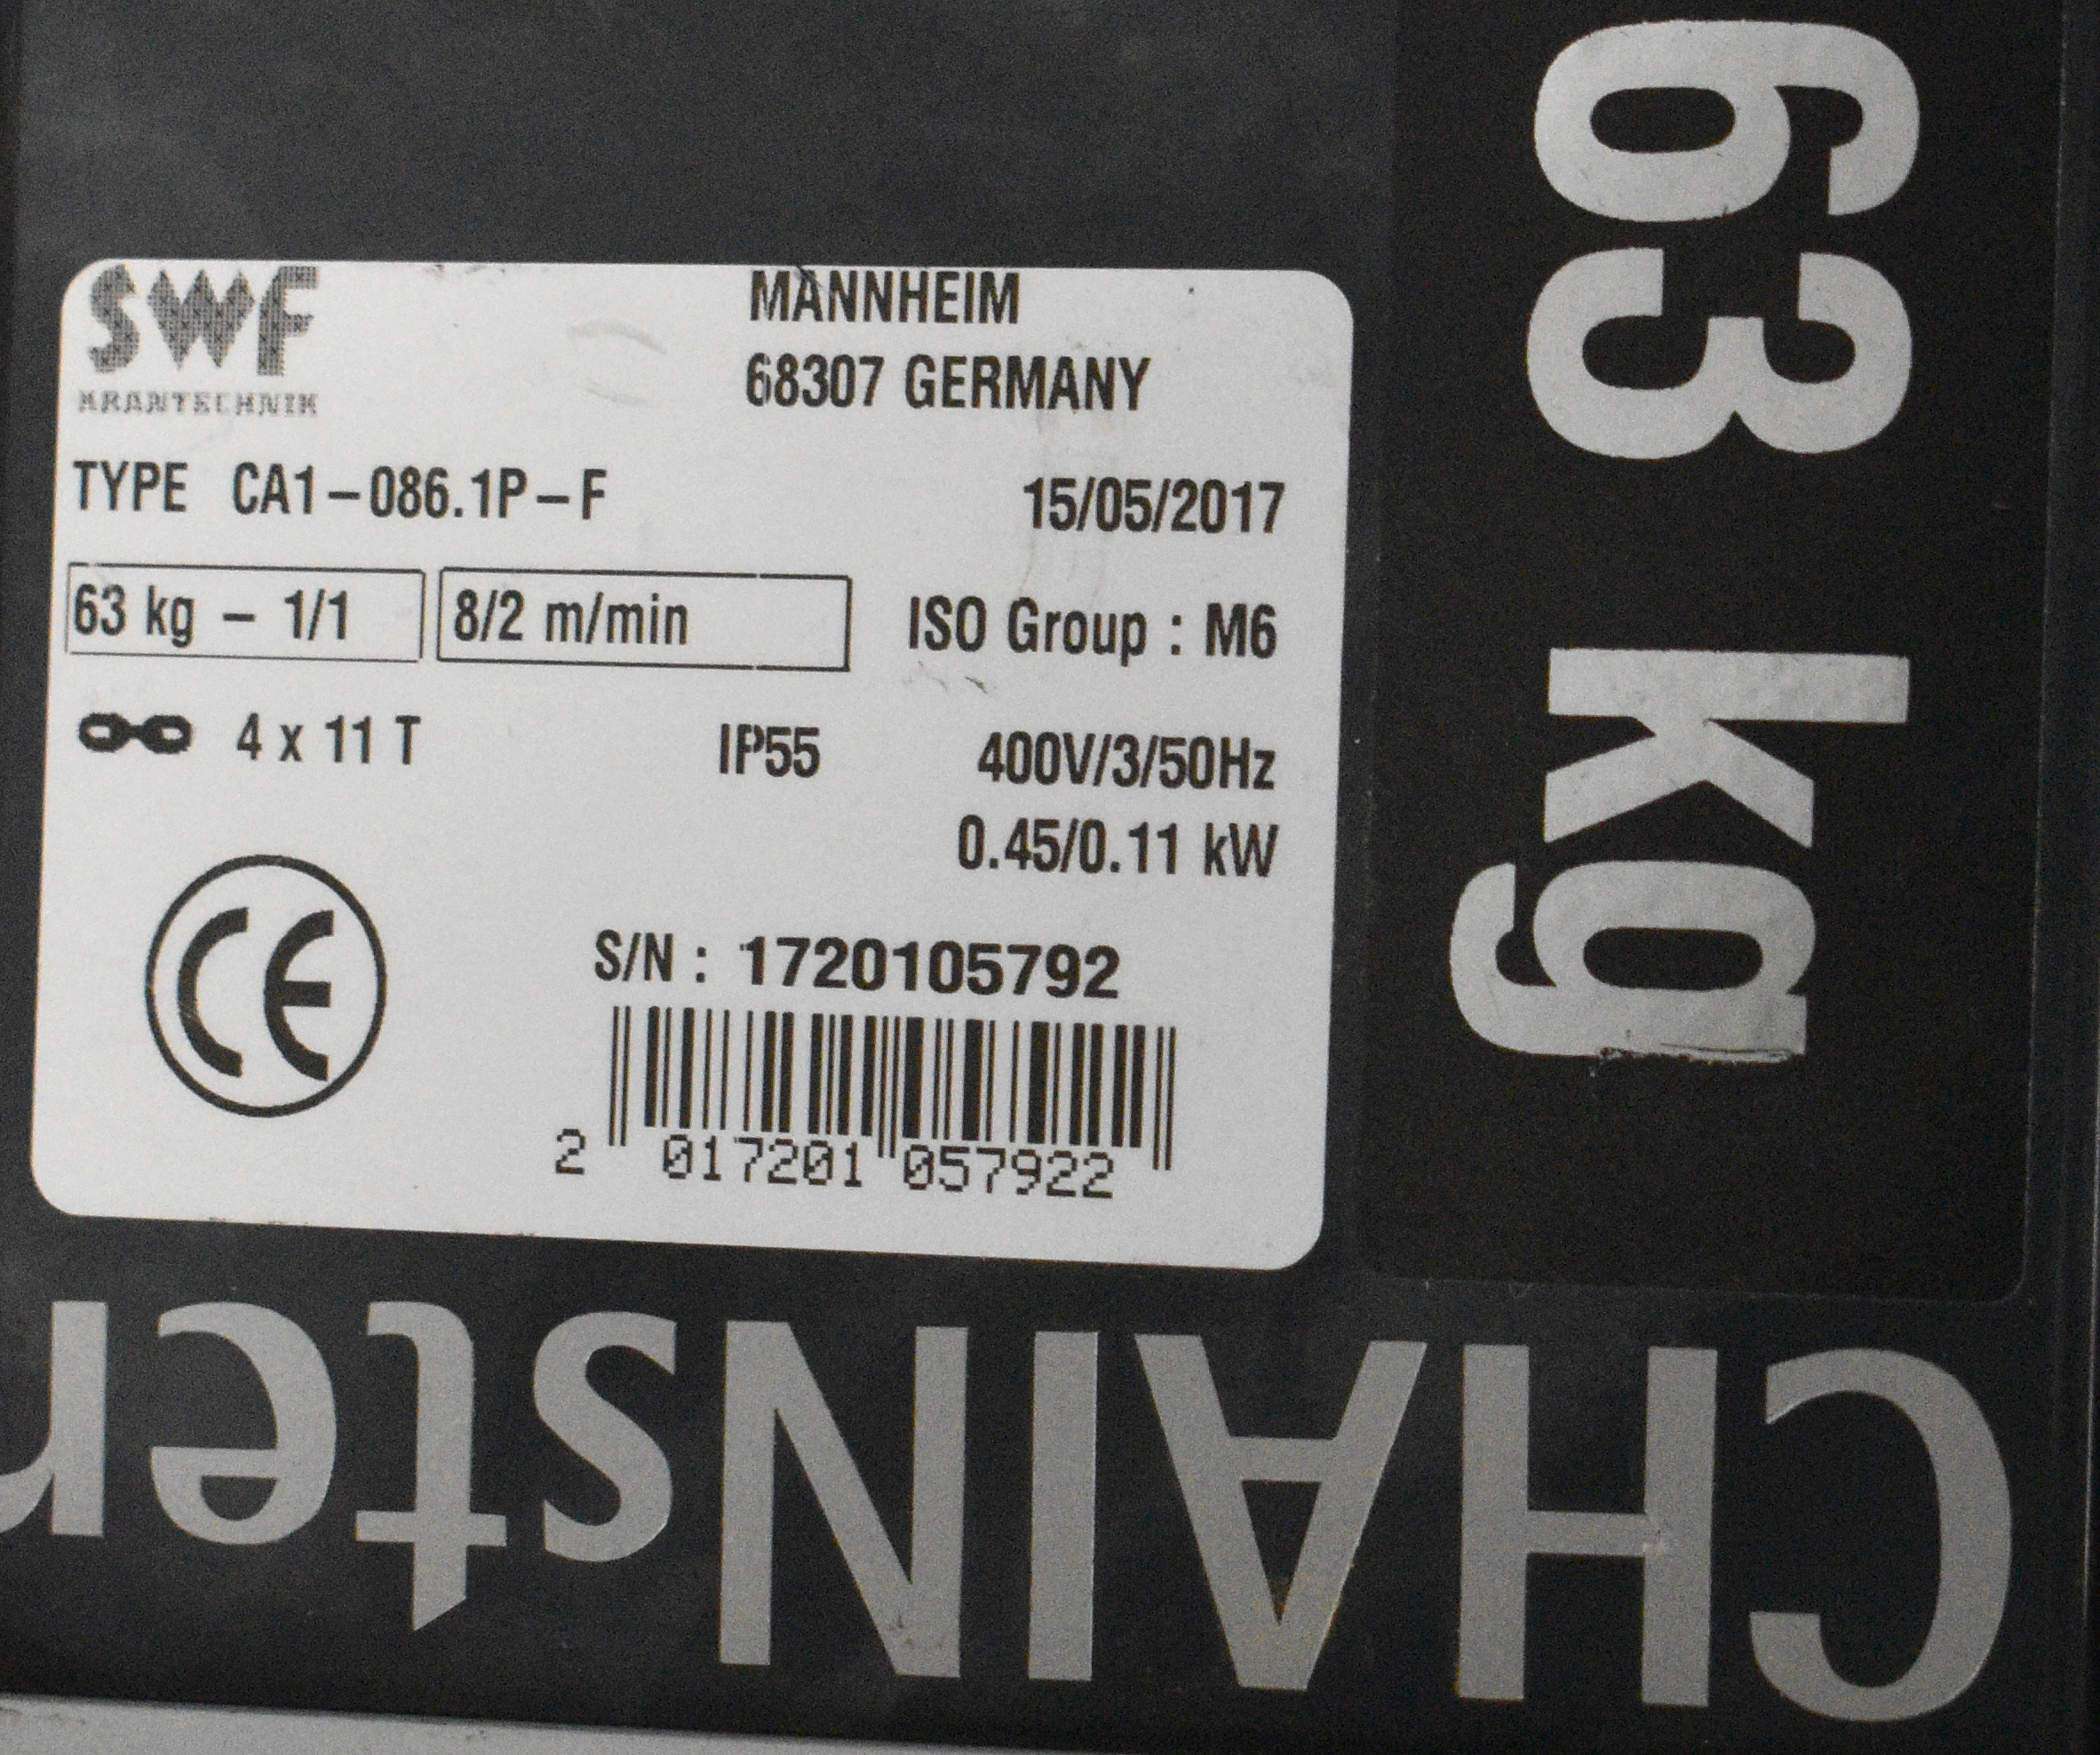 SWF
KRANTECHNIK
MANNHEIM
68307 GERMANY
TYPE CA1-086.1P-F
15/05/2017
63 kg - 1/1
8/2 m/min
ISO Group : M6
4 x 11 T
IP55
400V/3/50Hz
0.45/0.11 kW
CE
S/N : 1720105792
2 017201 057922
63 kg
CHAINster